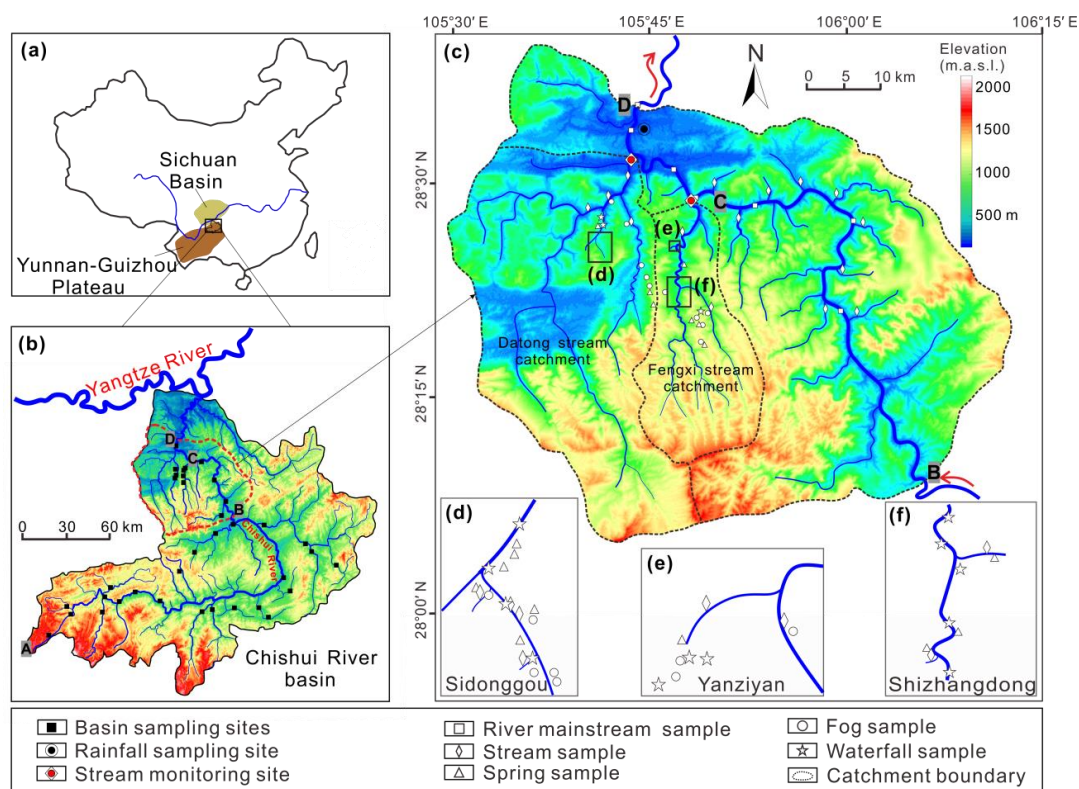 105°30′ E
105°45′ E
106°00′ E
106°15′ E
(a)
Sichuan
Basin
Yunnan-Guizhou
Plateau
(b)
Yangtze River
D
C
B
Chishui River
0 30 60 km
A
Chishui River
basin
(c)
N
0 5 10 km
Elevation
(m.a.s.l.)
2000
1500
1000
500 m
28°30′ N
28°15′ N
28°00′ N
D
C
(e)
(d)
(f)
Datong stream
catchment
Fengxi stream
catchment
B
(d)
Sidonggou
(e)
Yanziyan
(f)
Shizhangdong
Basin sampling sites
Rainfall sampling site
Stream monitoring site
River mainstream sample
Stream sample
Spring sample
Fog sample
Waterfall sample
Catchment boundary